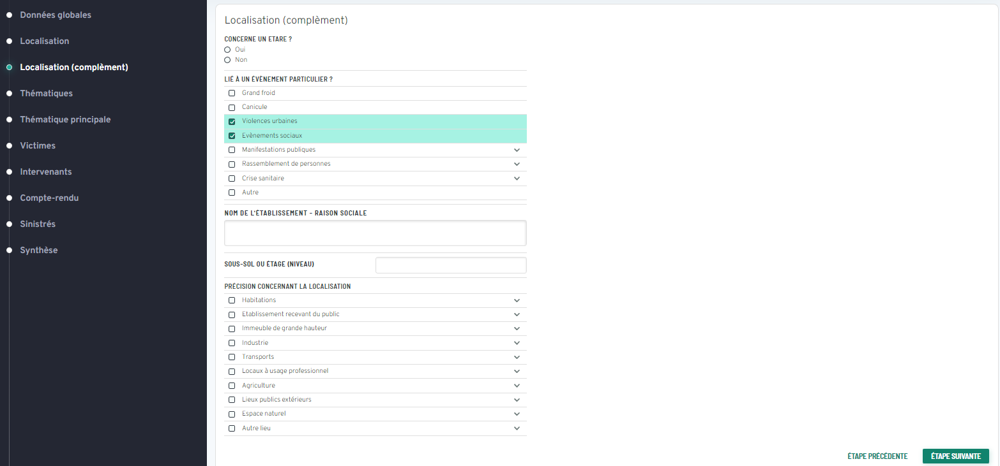 Données globales
Localisation
Localisation (complèment)
Thématiques
Thématique principale
Victimes
Intervenants
Compte-rendu
Sinistrés
Synthèse
Localisation (complèment)
CONCERNE UN ETARE ?
Oui
Non
LIÉ À UN ÉVÈNEMENT PARTICULIER ?
Grand froid
Canicule
Violences urbaines
Evènements sociaux
Manifestations publiques
Rassemblement de personnes
Crise sanitaire
Autre
NOM DE L'ÉTABLISSEMENT - RAISON SOCIALE
SOUS-SOL OU ÉTAGE (NIVEAU)
PRÉCISION CONCERNANT LA LOCALISATION
Habitations
Etablissement recevant du public
Immeuble de grande hauteur
Industrie
Transports
Locaux à usage professionnel
Agriculture
Lieux publics extérieurs
Espace naturel
Autre lieu
ÉTAPE PRÉCÉDENTE
ÉTAPE SUIVANTE